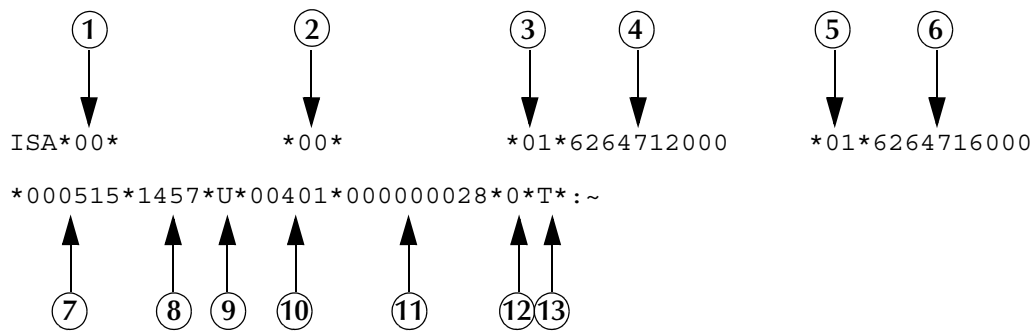 1 2 3 4 5 6
ISA*00* *00* *01*6264712000 *01*6264716000
*000515*1457*U*00401*000000028*0*T*:~
7 8 9 10 11 12 13